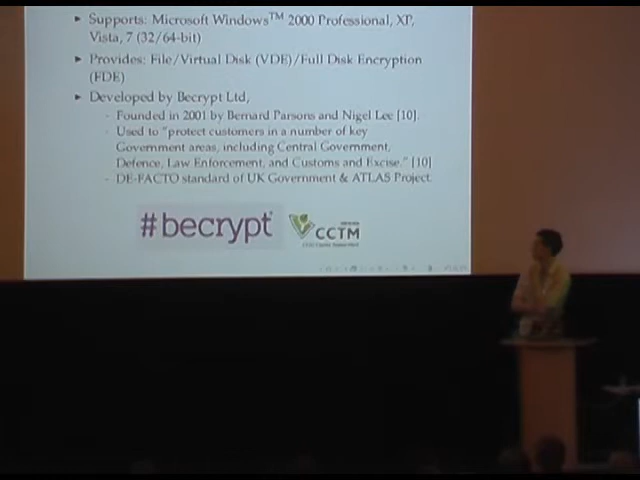 Supports: Microsoft Windows™ 2000 Professional, XP,
Vista, 7 (32/64-bit)
Provides: File/Virtual Disk (VDE)/Full Disk Encryption
(FDE)
Developed by Becrypt Ltd,
- Founded in 2001 by Bernard Parsons and Nigel Lee [10].
- Used to "protect customers in a number of key
Government areas, including Central Government,
Defence, Law Enforcement, and Customs and Excise." [10]
- DE-FACTO standard of UK Government & ATLAS Project.
#becrypt
CCTM